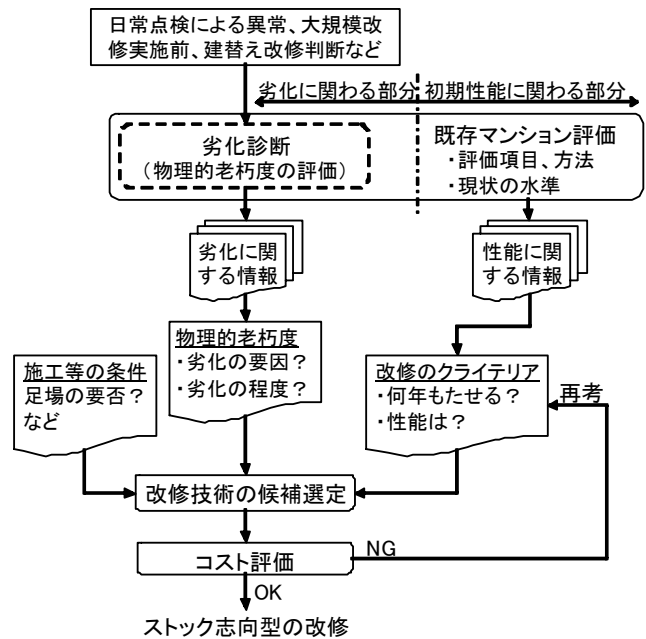 日常点検による異常、大規模改
修実施前、建替え改修判断など
劣化に関わる部分
初期性能に関わる部分
劣化診断
（物理的老朽度の評価）
既存マンション評価
・評価項目、方法
・現状の水準
劣化に関
する情報
性能に関
する情報
物理的老朽度
・劣化の要因？
・劣化の程度？
施工等の条件
足場の要否？
など
改修のクライテリア
・何年もたせる？
・性能は？
再考
改修技術の候補選定
コスト評価
NG
OK
ストック志向型の改修